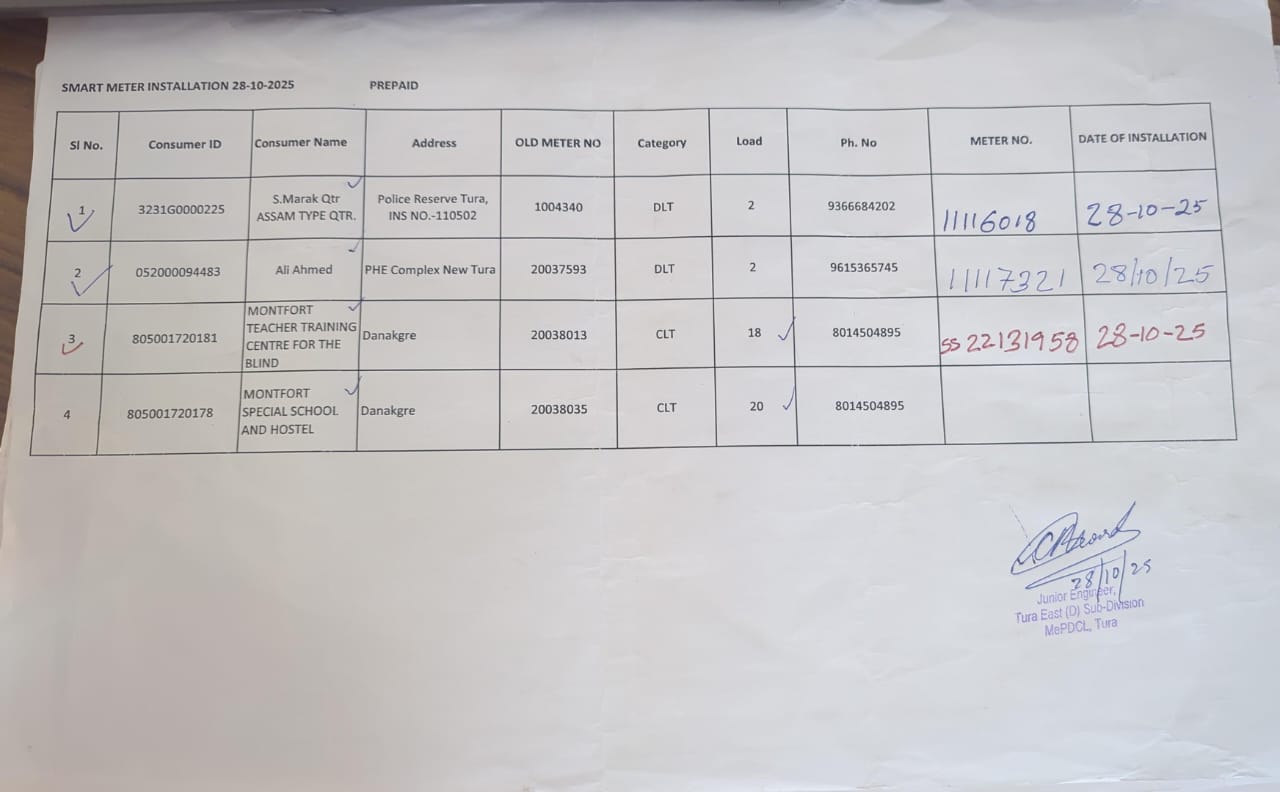 SMART METER INSTALLATION 28-10-2025 PREPAID
Sl No. Consumer ID Consumer Name Address OLD METER NO Category Load Ph. No METER NO. DATE OF INSTALLATION
1 3231G0000225 S.Marak Qtr ASSAM TYPE QTR. Police Reserve Tura, INS NO.-110502 1004340 DLT 2 9366684202 11116018 28-10-25
2 052000094483 Ali Ahmed PHE Complex New Tura 20037593 DLT 2 9615365745 11117321 28/10/25
3 805001720181 MONTFORT TEACHER TRAINING CENTRE FOR THE BLIND Danakgre 20038013 CLT 18 8014504895 SS 22131958 28-10-25
4 805001720178 MONTFORT SPECIAL SCHOOL AND HOSTEL Danakgre 20038035 CLT 20 8014504895
28/10/25
Junior Engineer,
Tura East (D) Sub-Division
MePDCL, Tura